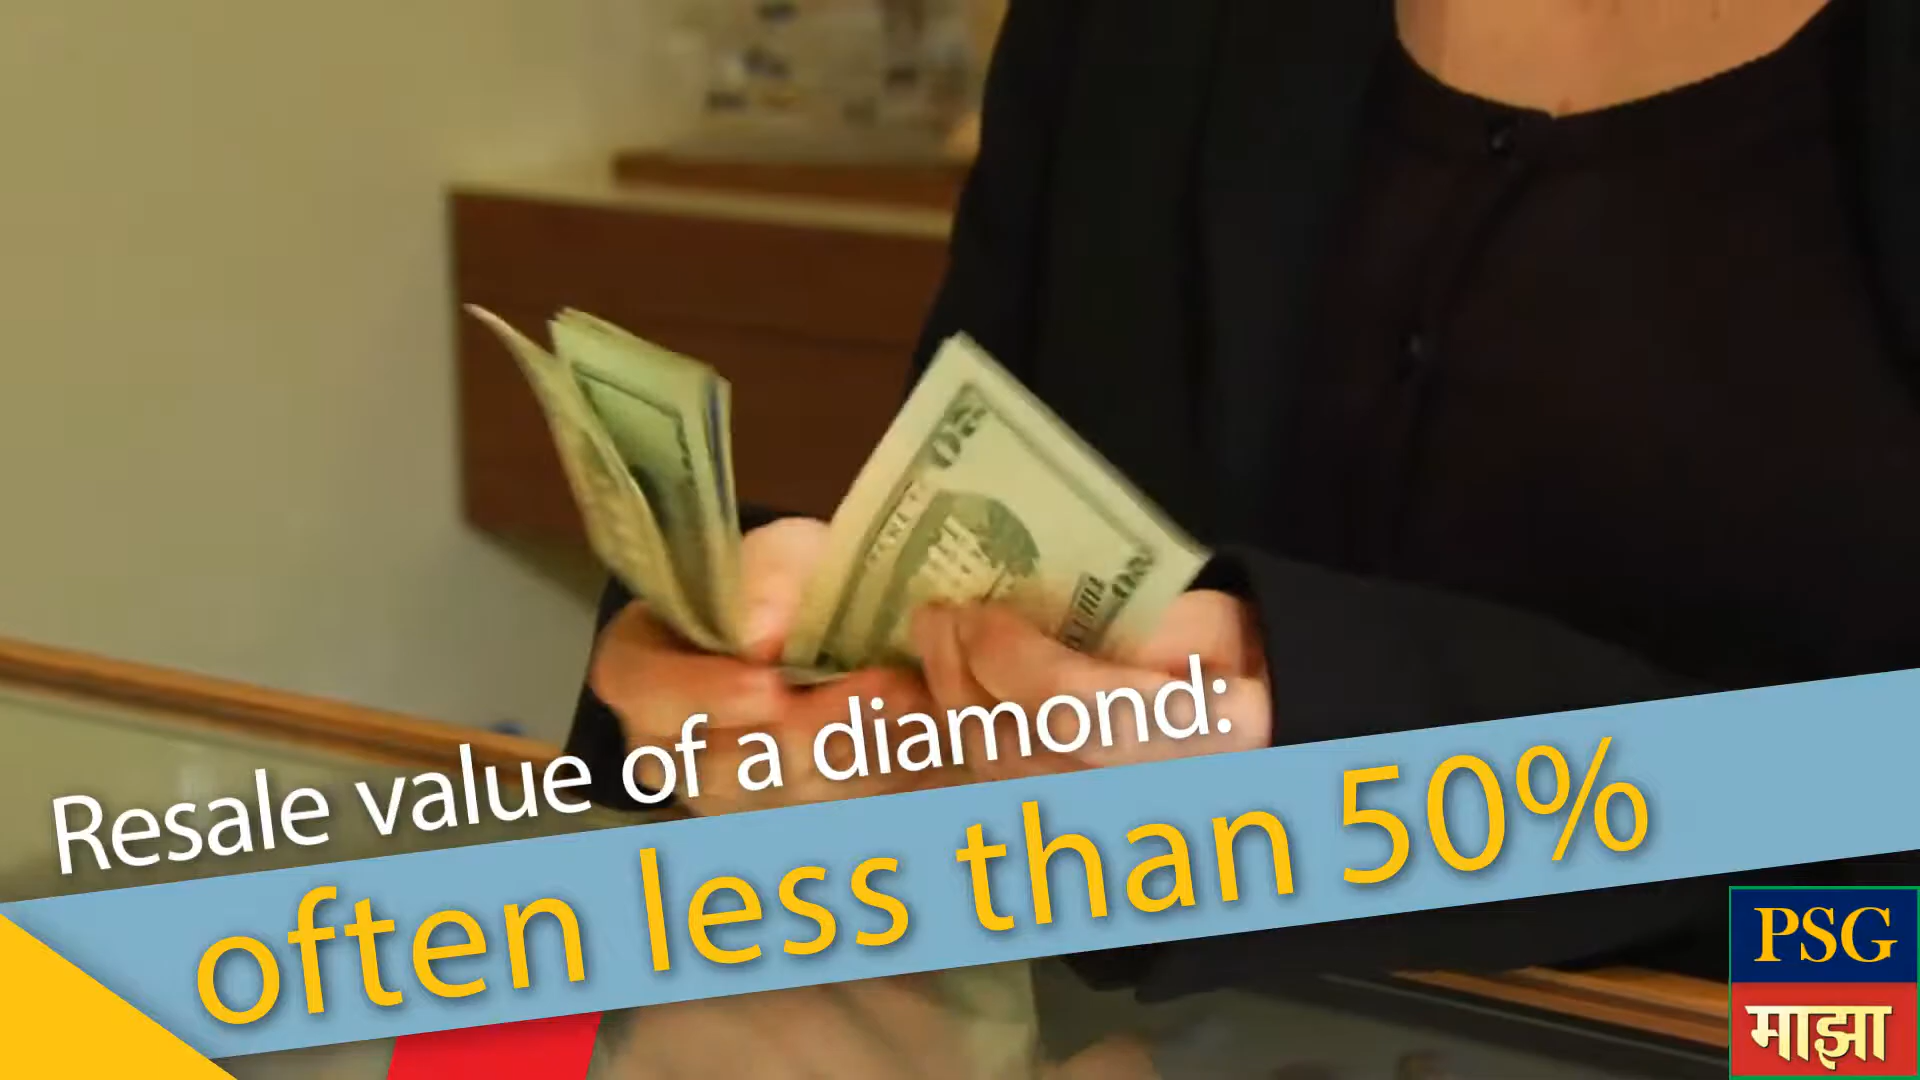 Resale value of a diamond:
often less than 50%
PSG
माझा